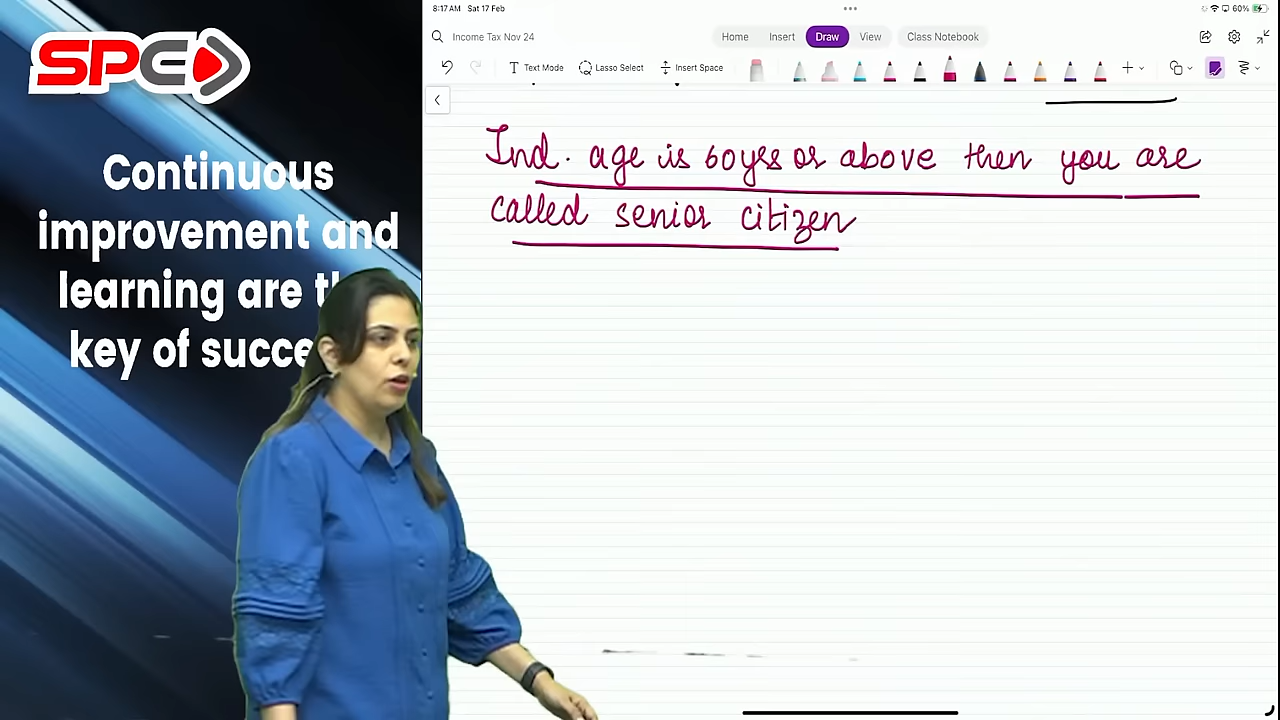 SPC
Continuous
improvement and
learning are th
key of succe
8:17 AM Sat 17 Feb
60%
Income Tax Nov 24
Home Insert Draw View Class Notebook
Text Mode Lasso Select Insert Space
Ind. age is 60yrs or above then you are
called senior citizen